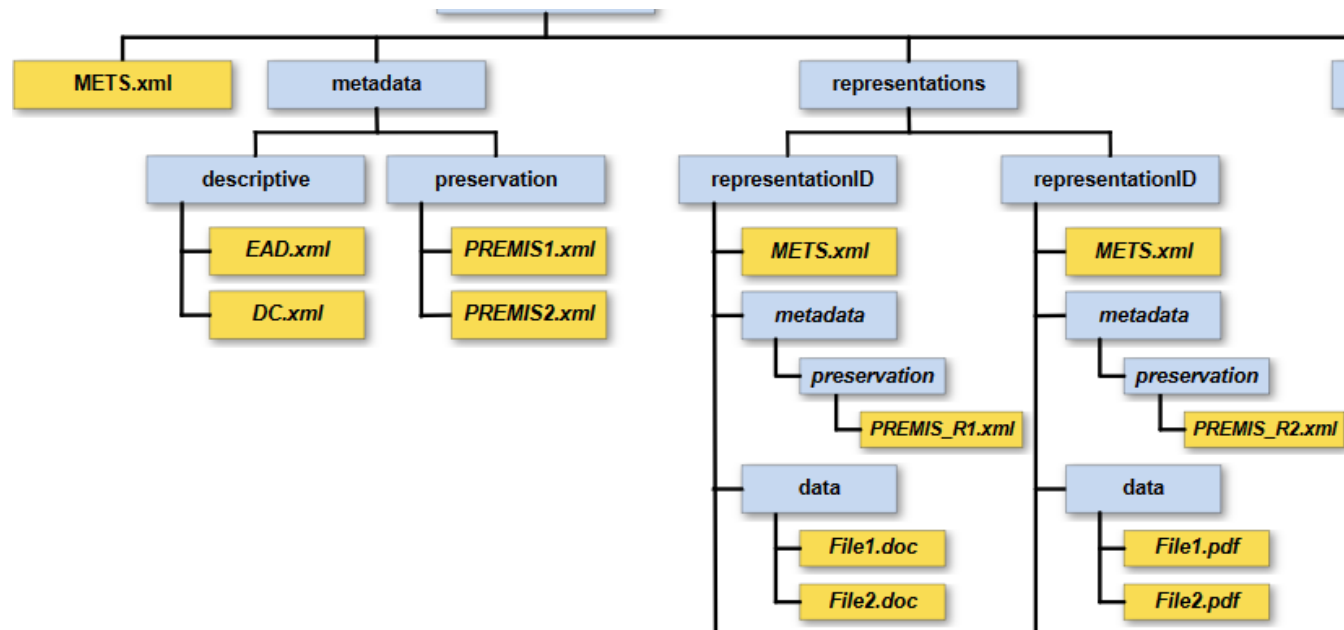 METS.xml
metadata
representations
descriptive
preservation
representationID
representationID
EAD.xml
PREMIS1.xml
METS.xml
METS.xml
DC.xml
PREMIS2.xml
metadata
metadata
preservation
preservation
PREMIS_R1.xml
PREMIS_R2.xml
data
data
File1.doc
File1.pdf
File2.doc
File2.pdf